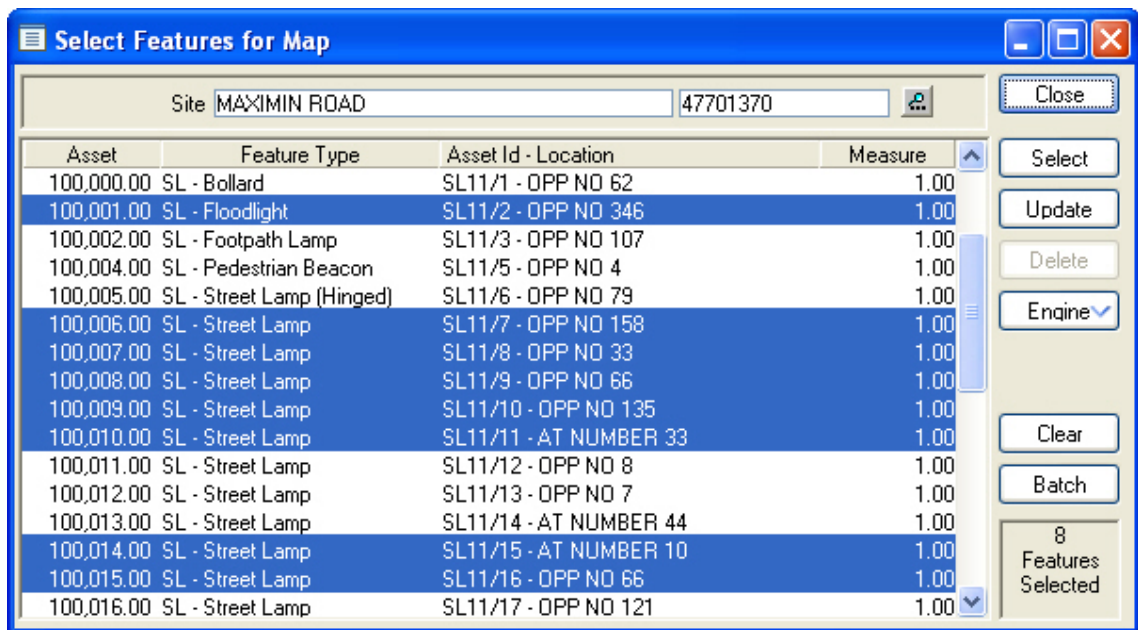 Select Features for Map
Site MAXIMIN ROAD 47701370
Close
Asset Feature Type Asset Id - Location Measure
100,000.00 SL - Bollard SL11/1 - OPP NO 62 1.00
100,001.00 SL - Floodlight SL11/2 - OPP NO 346 1.00
100,002.00 SL - Footpath Lamp SL11/3 - OPP NO 107 1.00
100,004.00 SL - Pedestrian Beacon SL11/5 - OPP NO 4 1.00
100,005.00 SL - Street Lamp (Hinged) SL11/6 - OPP NO 79 1.00
100,006.00 SL - Street Lamp SL11/7 - OPP NO 158 1.00
100,007.00 SL - Street Lamp SL11/8 - OPP NO 33 1.00
100,008.00 SL - Street Lamp SL11/9 - OPP NO 66 1.00
100,009.00 SL - Street Lamp SL11/10 - OPP NO 135 1.00
100,010.00 SL - Street Lamp SL11/11 - AT NUMBER 33 1.00
100,011.00 SL - Street Lamp SL11/12 - OPP NO 8 1.00
100,012.00 SL - Street Lamp SL11/13 - OPP NO 7 1.00
100,013.00 SL - Street Lamp SL11/14 - AT NUMBER 44 1.00
100,014.00 SL - Street Lamp SL11/15 - AT NUMBER 10 1.00
100,015.00 SL - Street Lamp SL11/16 - OPP NO 66 1.00
100,016.00 SL - Street Lamp SL11/17 - OPP NO 121 1.00
Select
Update
Delete
Engine
Clear
Batch
8
Features
Selected